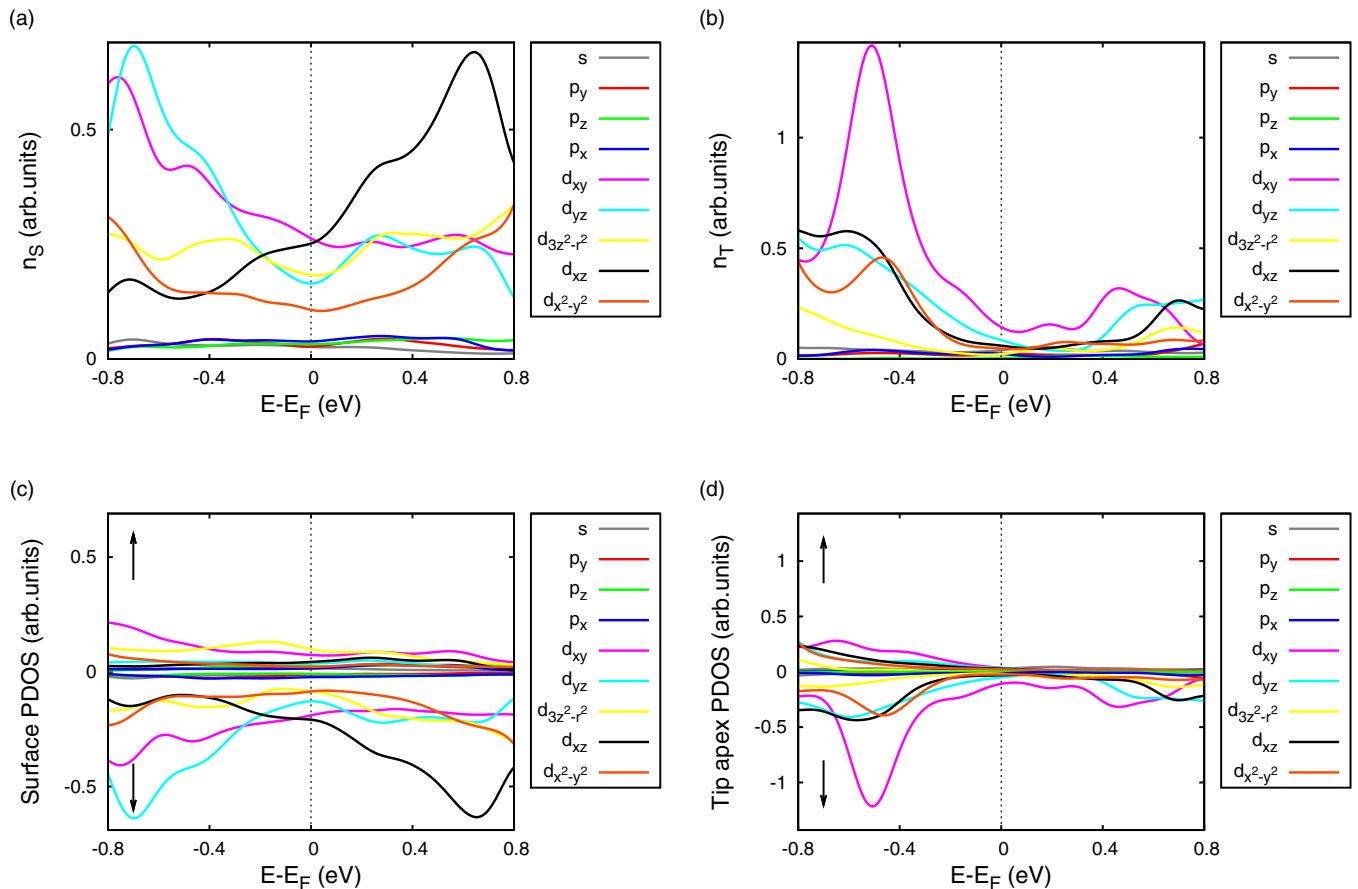 (a)
n_S (arb.units)
0.5
0
-0.8
-0.4
0
0.4
0.8
E-E_F (eV)
s
p_y
p_z
p_x
d_xy
d_yz
d_3z²-r²
d_xz
d_x²-y²
(b)
n_T (arb.units)
1
0.5
0
-0.8
-0.4
0
0.4
0.8
E-E_F (eV)
s
p_y
p_z
p_x
d_xy
d_yz
d_3z²-r²
d_xz
d_x²-y²
(c)
Surface PDOS (arb.units)
0.5
0
-0.5
-0.8
-0.4
0
0.4
0.8
E-E_F (eV)
s
p_y
p_z
p_x
d_xy
d_yz
d_3z²-r²
d_xz
d_x²-y²
(d)
Tip apex PDOS (arb.units)
1
0.5
0
-0.5
-1
-0.8
-0.4
0
0.4
0.8
E-E_F (eV)
s
p_y
p_z
p_x
d_xy
d_yz
d_3z²-r²
d_xz
d_x²-y²